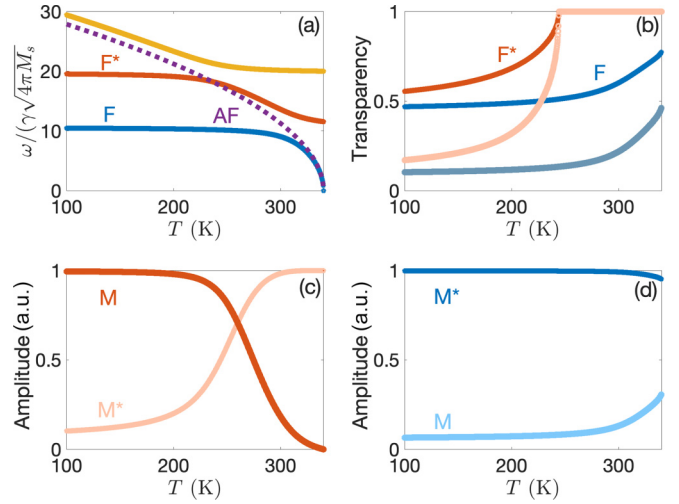 (a)
ω/(γ√4πMₛ
30
20
10
0
F*
F
AF
100 200 300
T (K)
(b)
Transparency
1
0.5
0
F*
F
100 200 300
T (K)
(c)
Amplitude (a.u.)
1
0.5
0
M
M*
100 200 300
T (K)
(d)
Amplitude (a.u.)
1
0.5
0
M*
M
100 200 300
T (K)